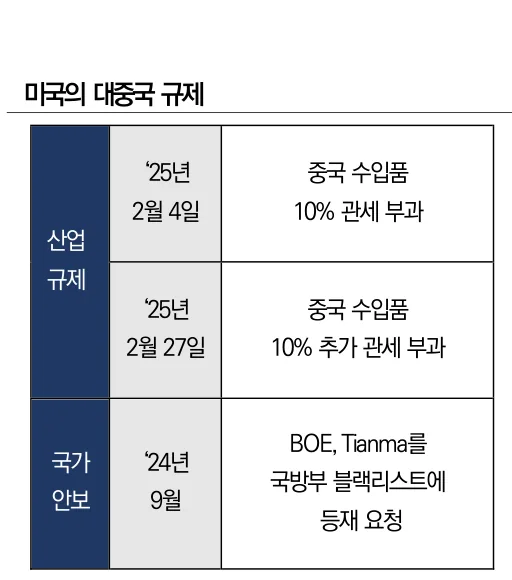 미국의 대중국 규제
산업
규제
‘25년
2월 4일
중국 수입품
10% 관세 부과
‘25년
2월 27일
중국 수입품
10% 추가 관세 부과
국가
안보
‘24년
9월
BOE, Tianma를
국방부 블랙리스트에
등재 요청